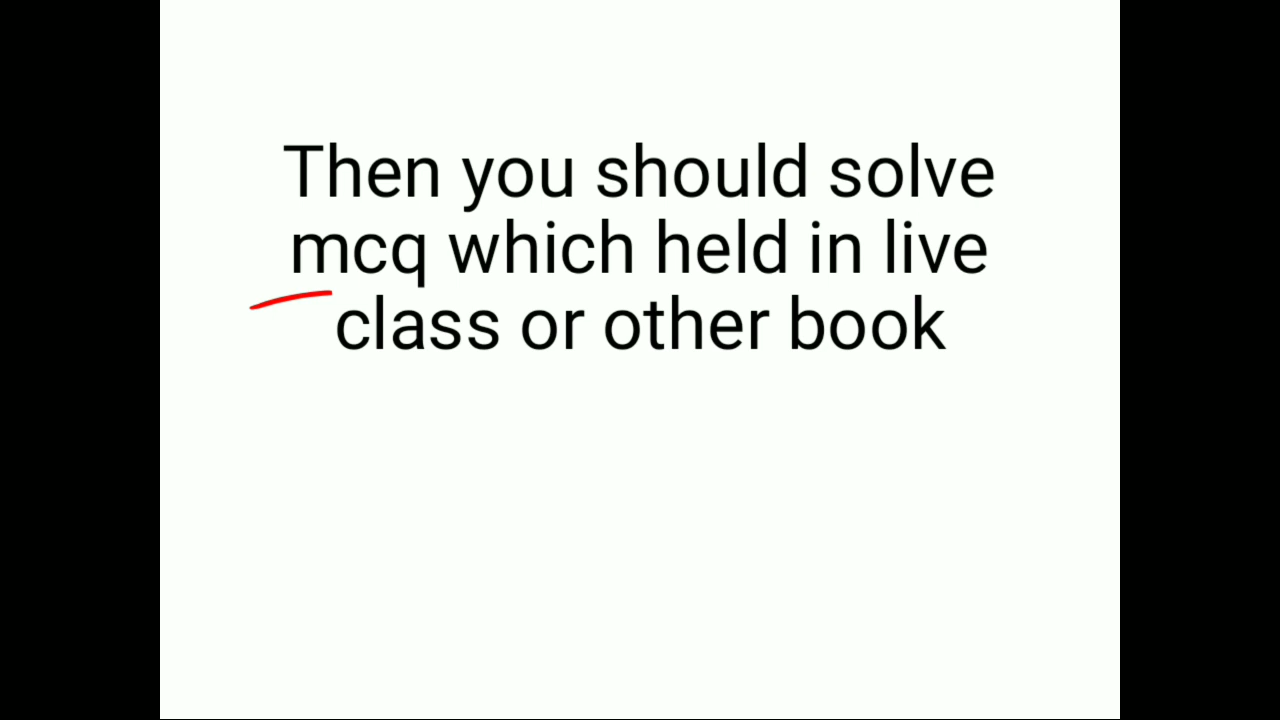 Then you should solve
mcq which held in live
class or other book